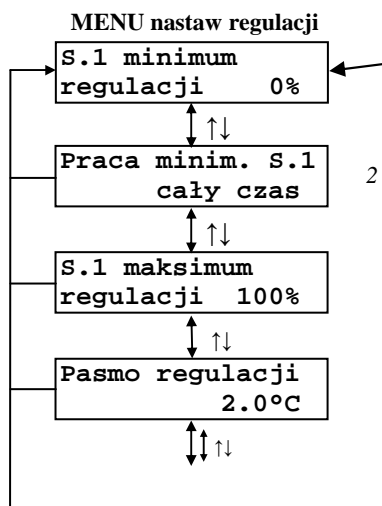 MENU nastaw regulacji
S.1 minimum
regulacji 0%
↑↓
Praca minim. S.1
cały czas
2
↑↓
S.1 maksimum
regulacji 100%
↑↓
Pasmo regulacji
2.0°C
↑↓